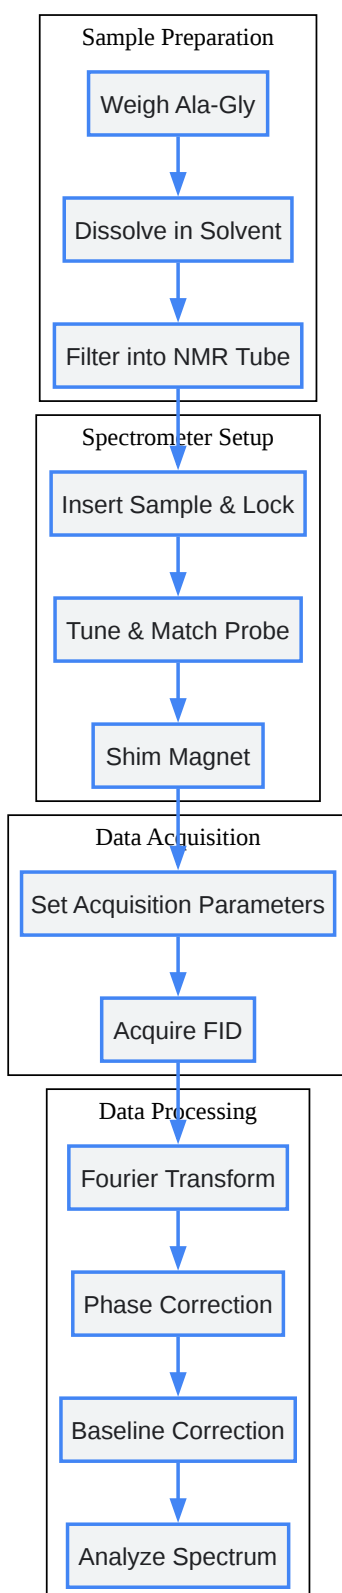 Sample Preparation
Weigh Ala-Gly
Dissolve in Solvent
Filter into NMR Tube
Spectrometer Setup
Insert Sample & Lock
Tune & Match Probe
Shim Magnet
Data Acquisition
Set Acquisition Parameters
Acquire FID
Data Processing
Fourier Transform
Phase Correction
Baseline Correction
Analyze Spectrum